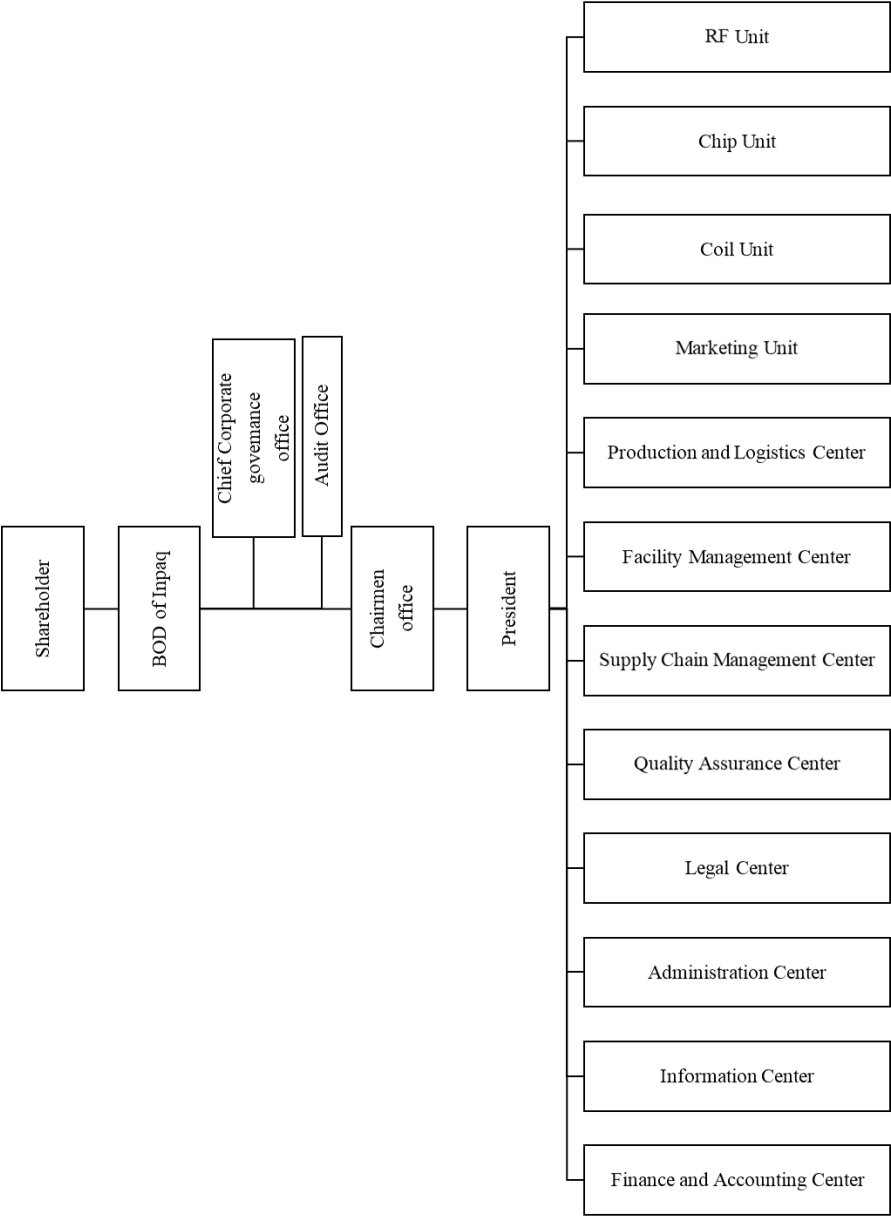 Shareholder
BOD of Inpaq
Chief Corporate
govemance
office
Audit Office
Chairmen
office
President
RF Unit
Chip Unit
Coil Unit
Marketing Unit
Production and Logistics Center
Facility Management Center
Supply Chain Management Center
Quality Assurance Center
Legal Center
Administration Center
Information Center
Finance and Accounting Center